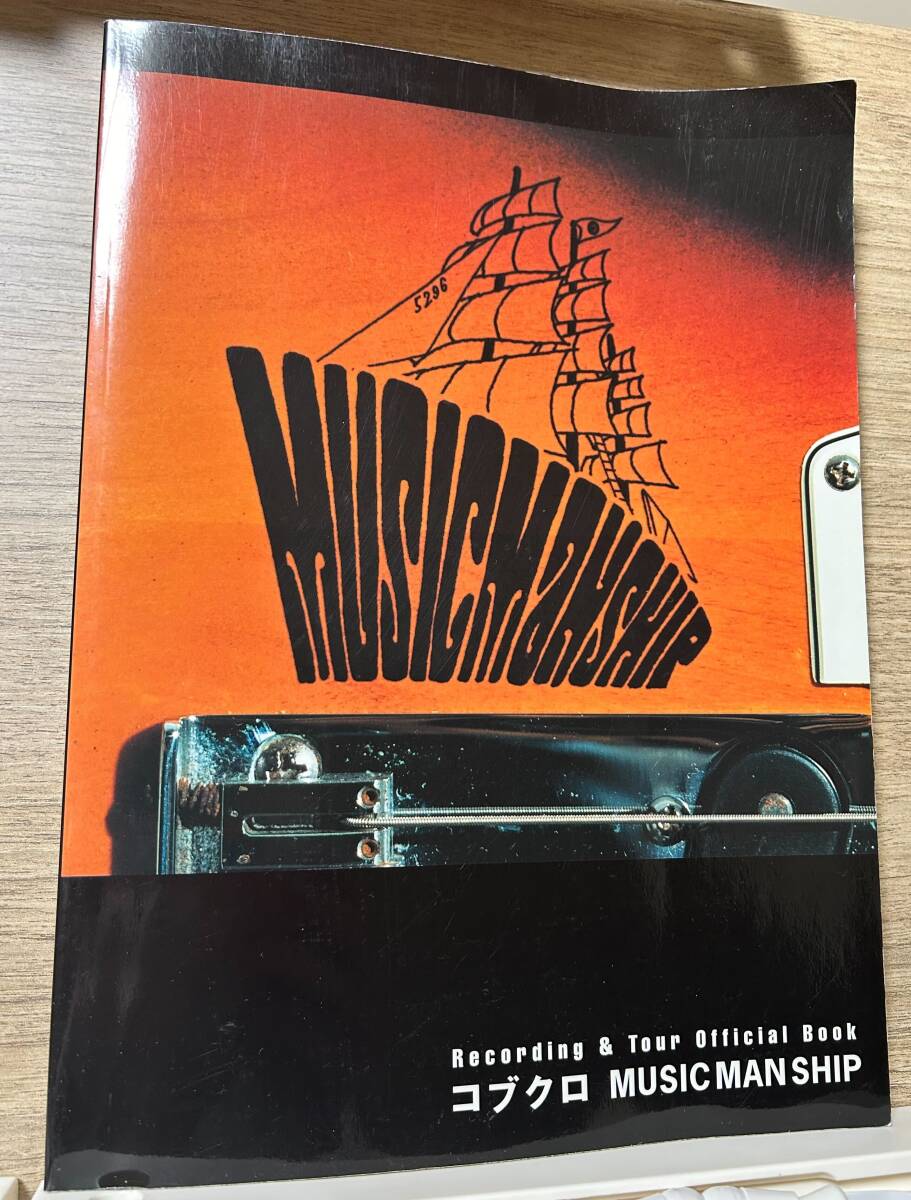 5296
MUSICMANSHIP
Recording & Tour Official Book
コブクロ MUSIC MAN SHIP